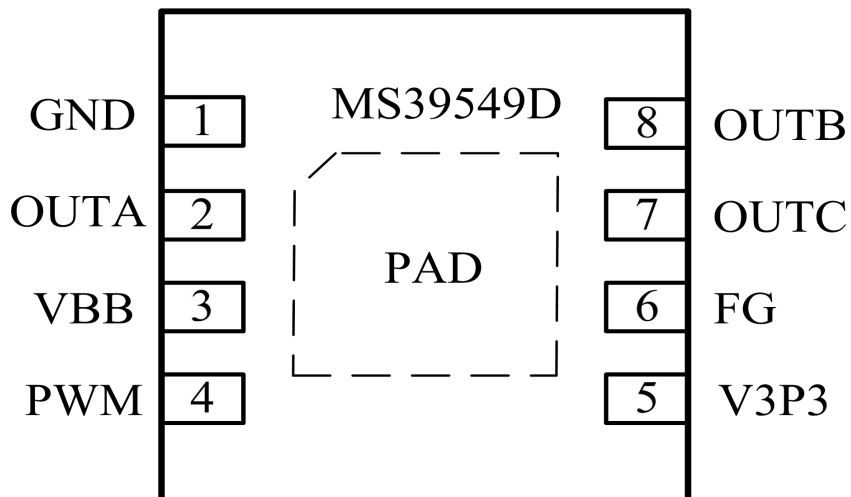 MS39549D
GND 1
8 OUTB
OUTA 2
7 OUTC
PAD
VBB 3
6 FG
PWM 4
5 V3P3